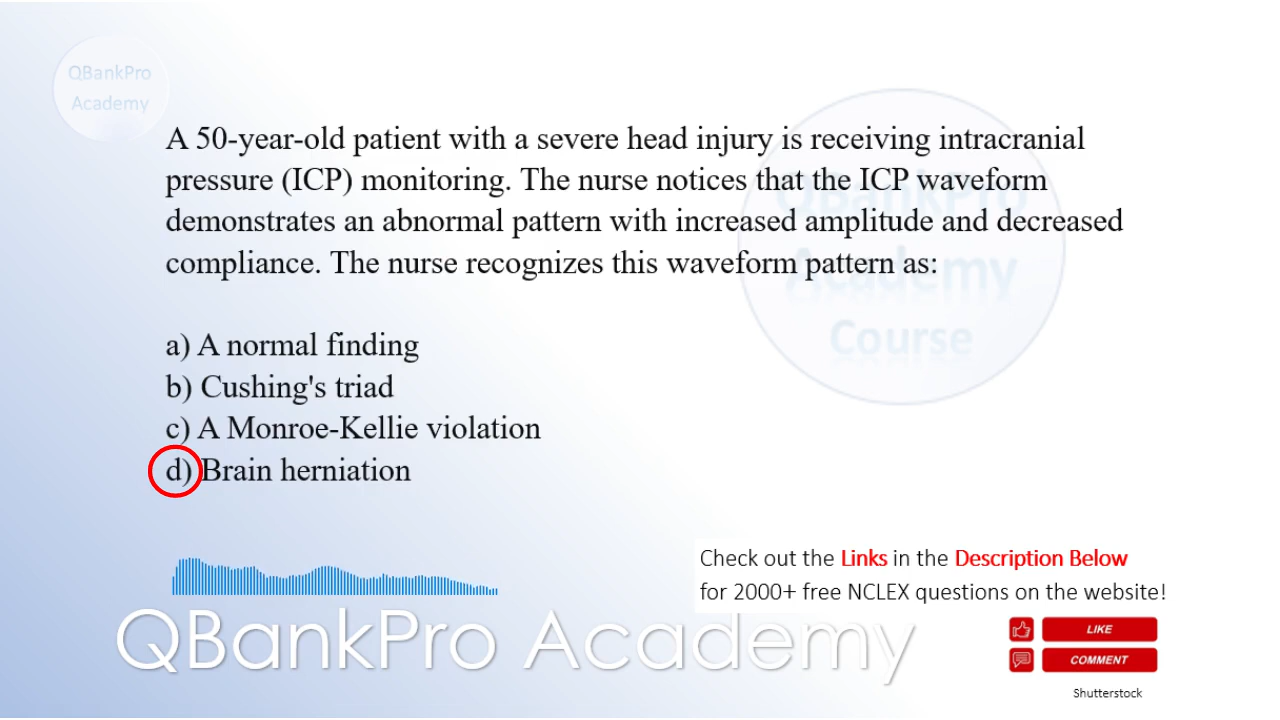 QBankPro
Academy
A 50-year-old patient with a severe head injury is receiving intracranial
pressure (ICP) monitoring. The nurse notices that the ICP waveform
demonstrates an abnormal pattern with increased amplitude and decreased
compliance. The nurse recognizes this waveform pattern as:
QBankPro
Academy
Course
a) A normal finding
b) Cushing's triad
c) A Monroe-Kellie violation
d) Brain herniation
Check out the Links in the Description Below
for 2000+ free NCLEX questions on the website!
QBankPro Academy
LIKE
COMMENT
Shutterstock